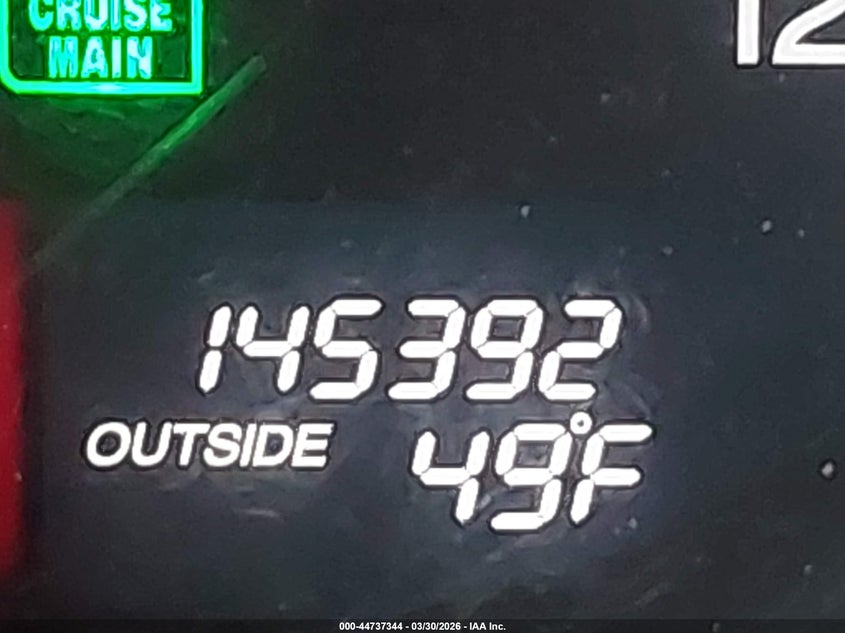 CRUISE
MAIN
12
145392
OUTSIDE 49°F
000-44737344 - 03/30/2026 - IAA Inc.